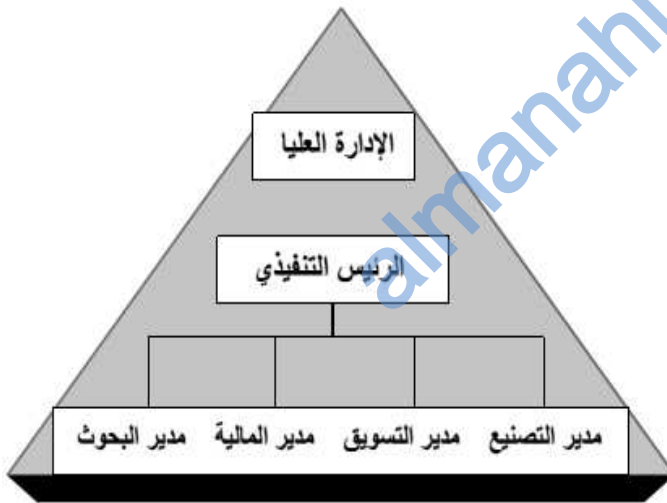 almanahj
الإدارة العليا
الرئيس التنفيذي
مدير التصنيع مدير التسويق مدير المالية مدير البحوث